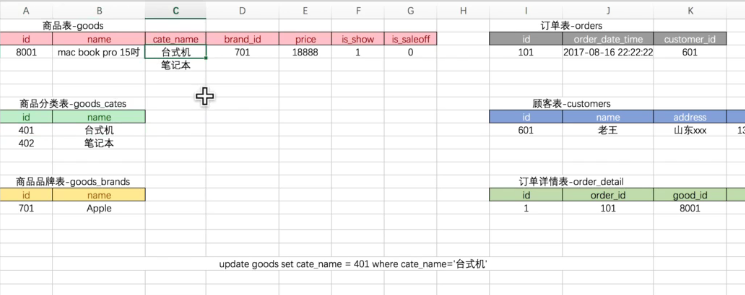 商品表-goods 订单表-orders
id name cate_name brand_id price is_show is_saleoff id order_date_time customer_id
8001 mac book pro 15吋 台式机 701 18888 1 0 101 2017-08-16 22:22:22 601
笔记本
商品分类表-goods_cates 顾客表-customers
id name id name address
401 台式机 601 老王 山东xxx 13
402 笔记本
商品品牌表-goods_brands 订单详情表-order_detail
id name id order_id good_id
701 Apple 1 101 8001
update goods set cate_name = 401 where cate_name='台式机'
A B C D E F G H I J K